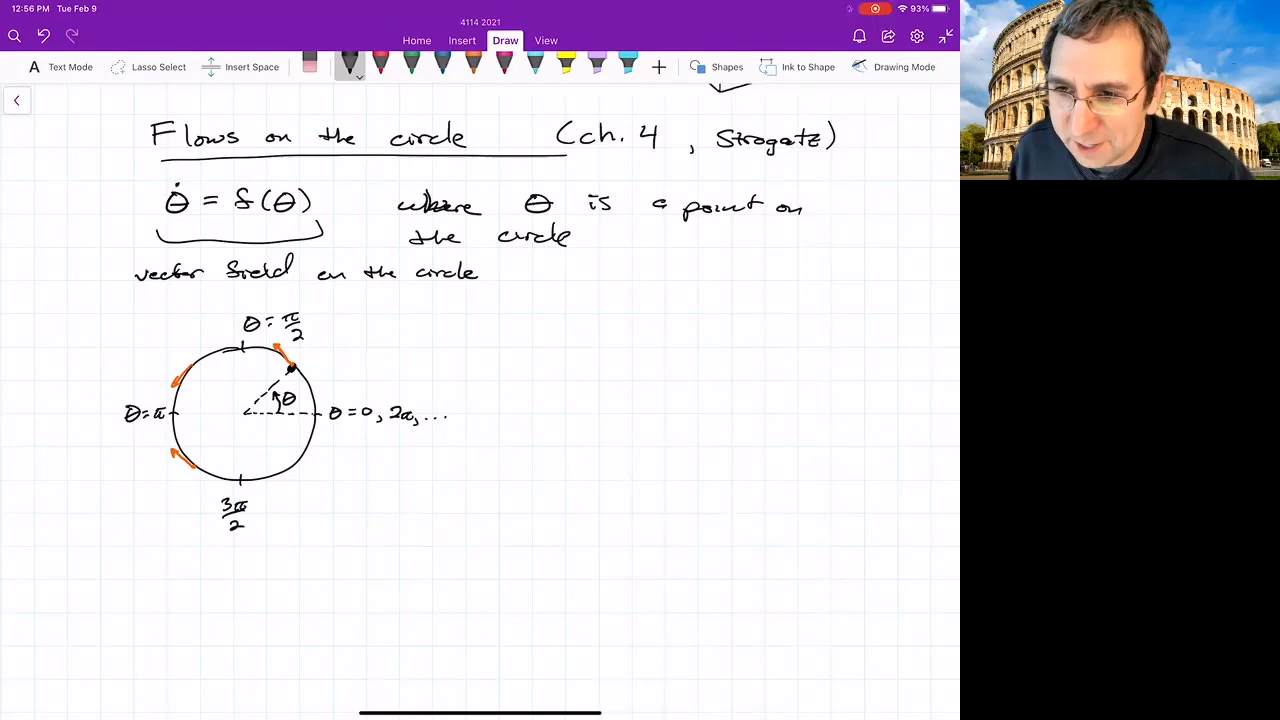 12:56 PM Tue Feb 9
93%
4114 2021
Home Insert Draw View
Text Mode Lasso Select Insert Space Shapes Ink to Shape Drawing Mode
Flows on the circle (ch. 4, Strogatz)
θ̇ = f(θ) where θ is a point on
the circle
vector field on the circle
θ = π/2
θ
θ = π
θ = 0, 2π, ...
3π/2